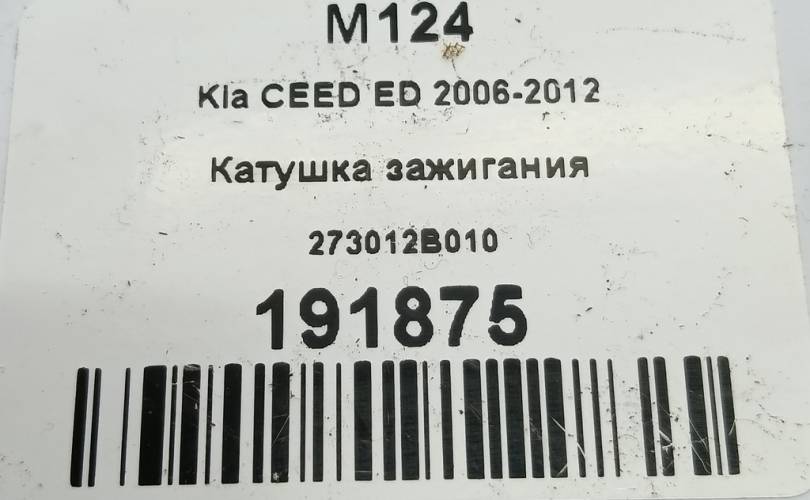 M124
Kia CEED ED 2006-2012
Катушка зажигания
273012B010
191875